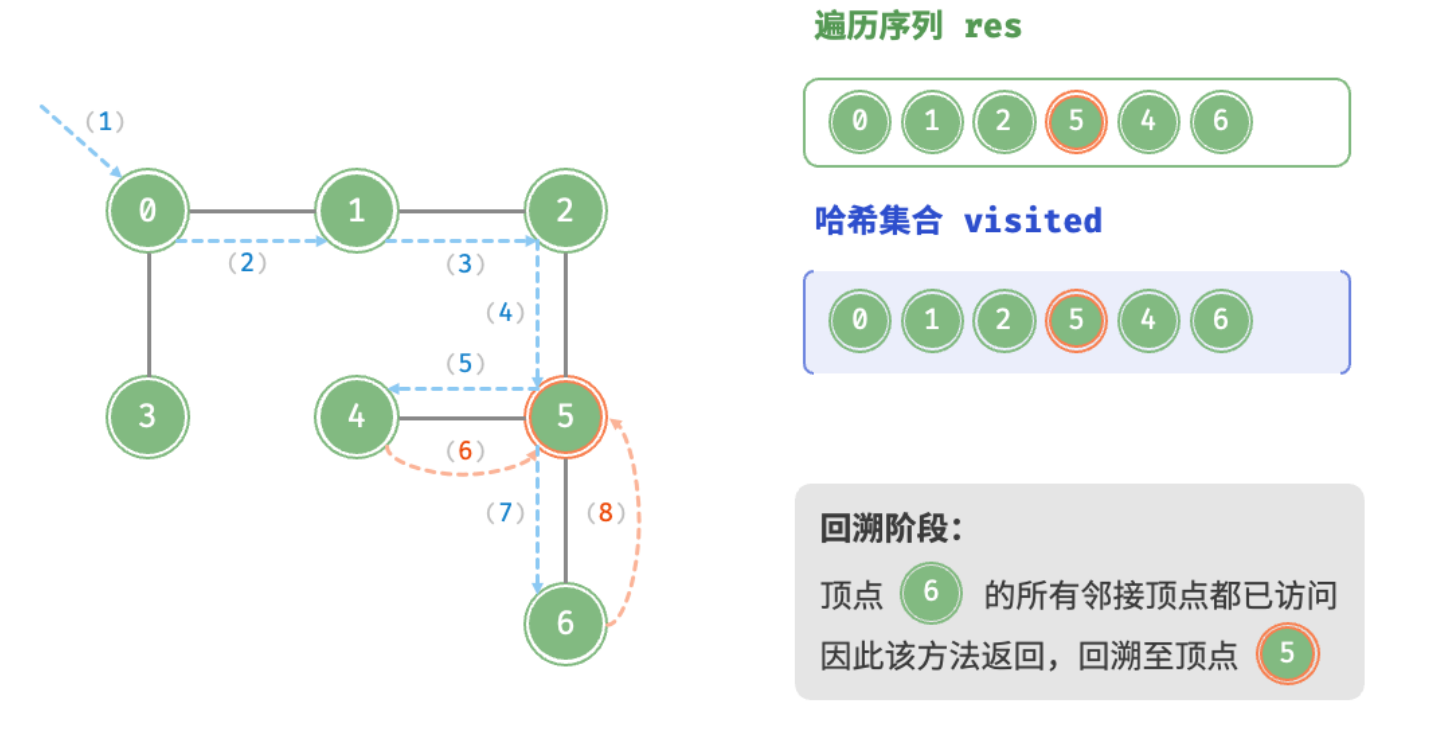 遍历序列 res
(1)
0 1 2 5 4 6
0 1 2
哈希集合 visited
(2) (3)
(4)
0 1 2 5 4 6
(5)
3 4 5
(6)
(7) (8)
6
回溯阶段：
顶点 6 的所有邻接顶点都已访问
因此该方法返回，回溯至顶点 5